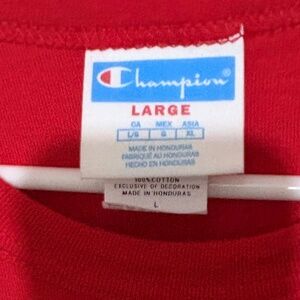 Champion
LARGE
CA MEX ASIA
L/G G XL
MADE IN HONDURAS
FABRIQUÉ AU HONDURAS
HECHO EN HONDURAS
100% COTTON
EXCLUSIVE OF DECORATION
MADE IN HONDURAS
L